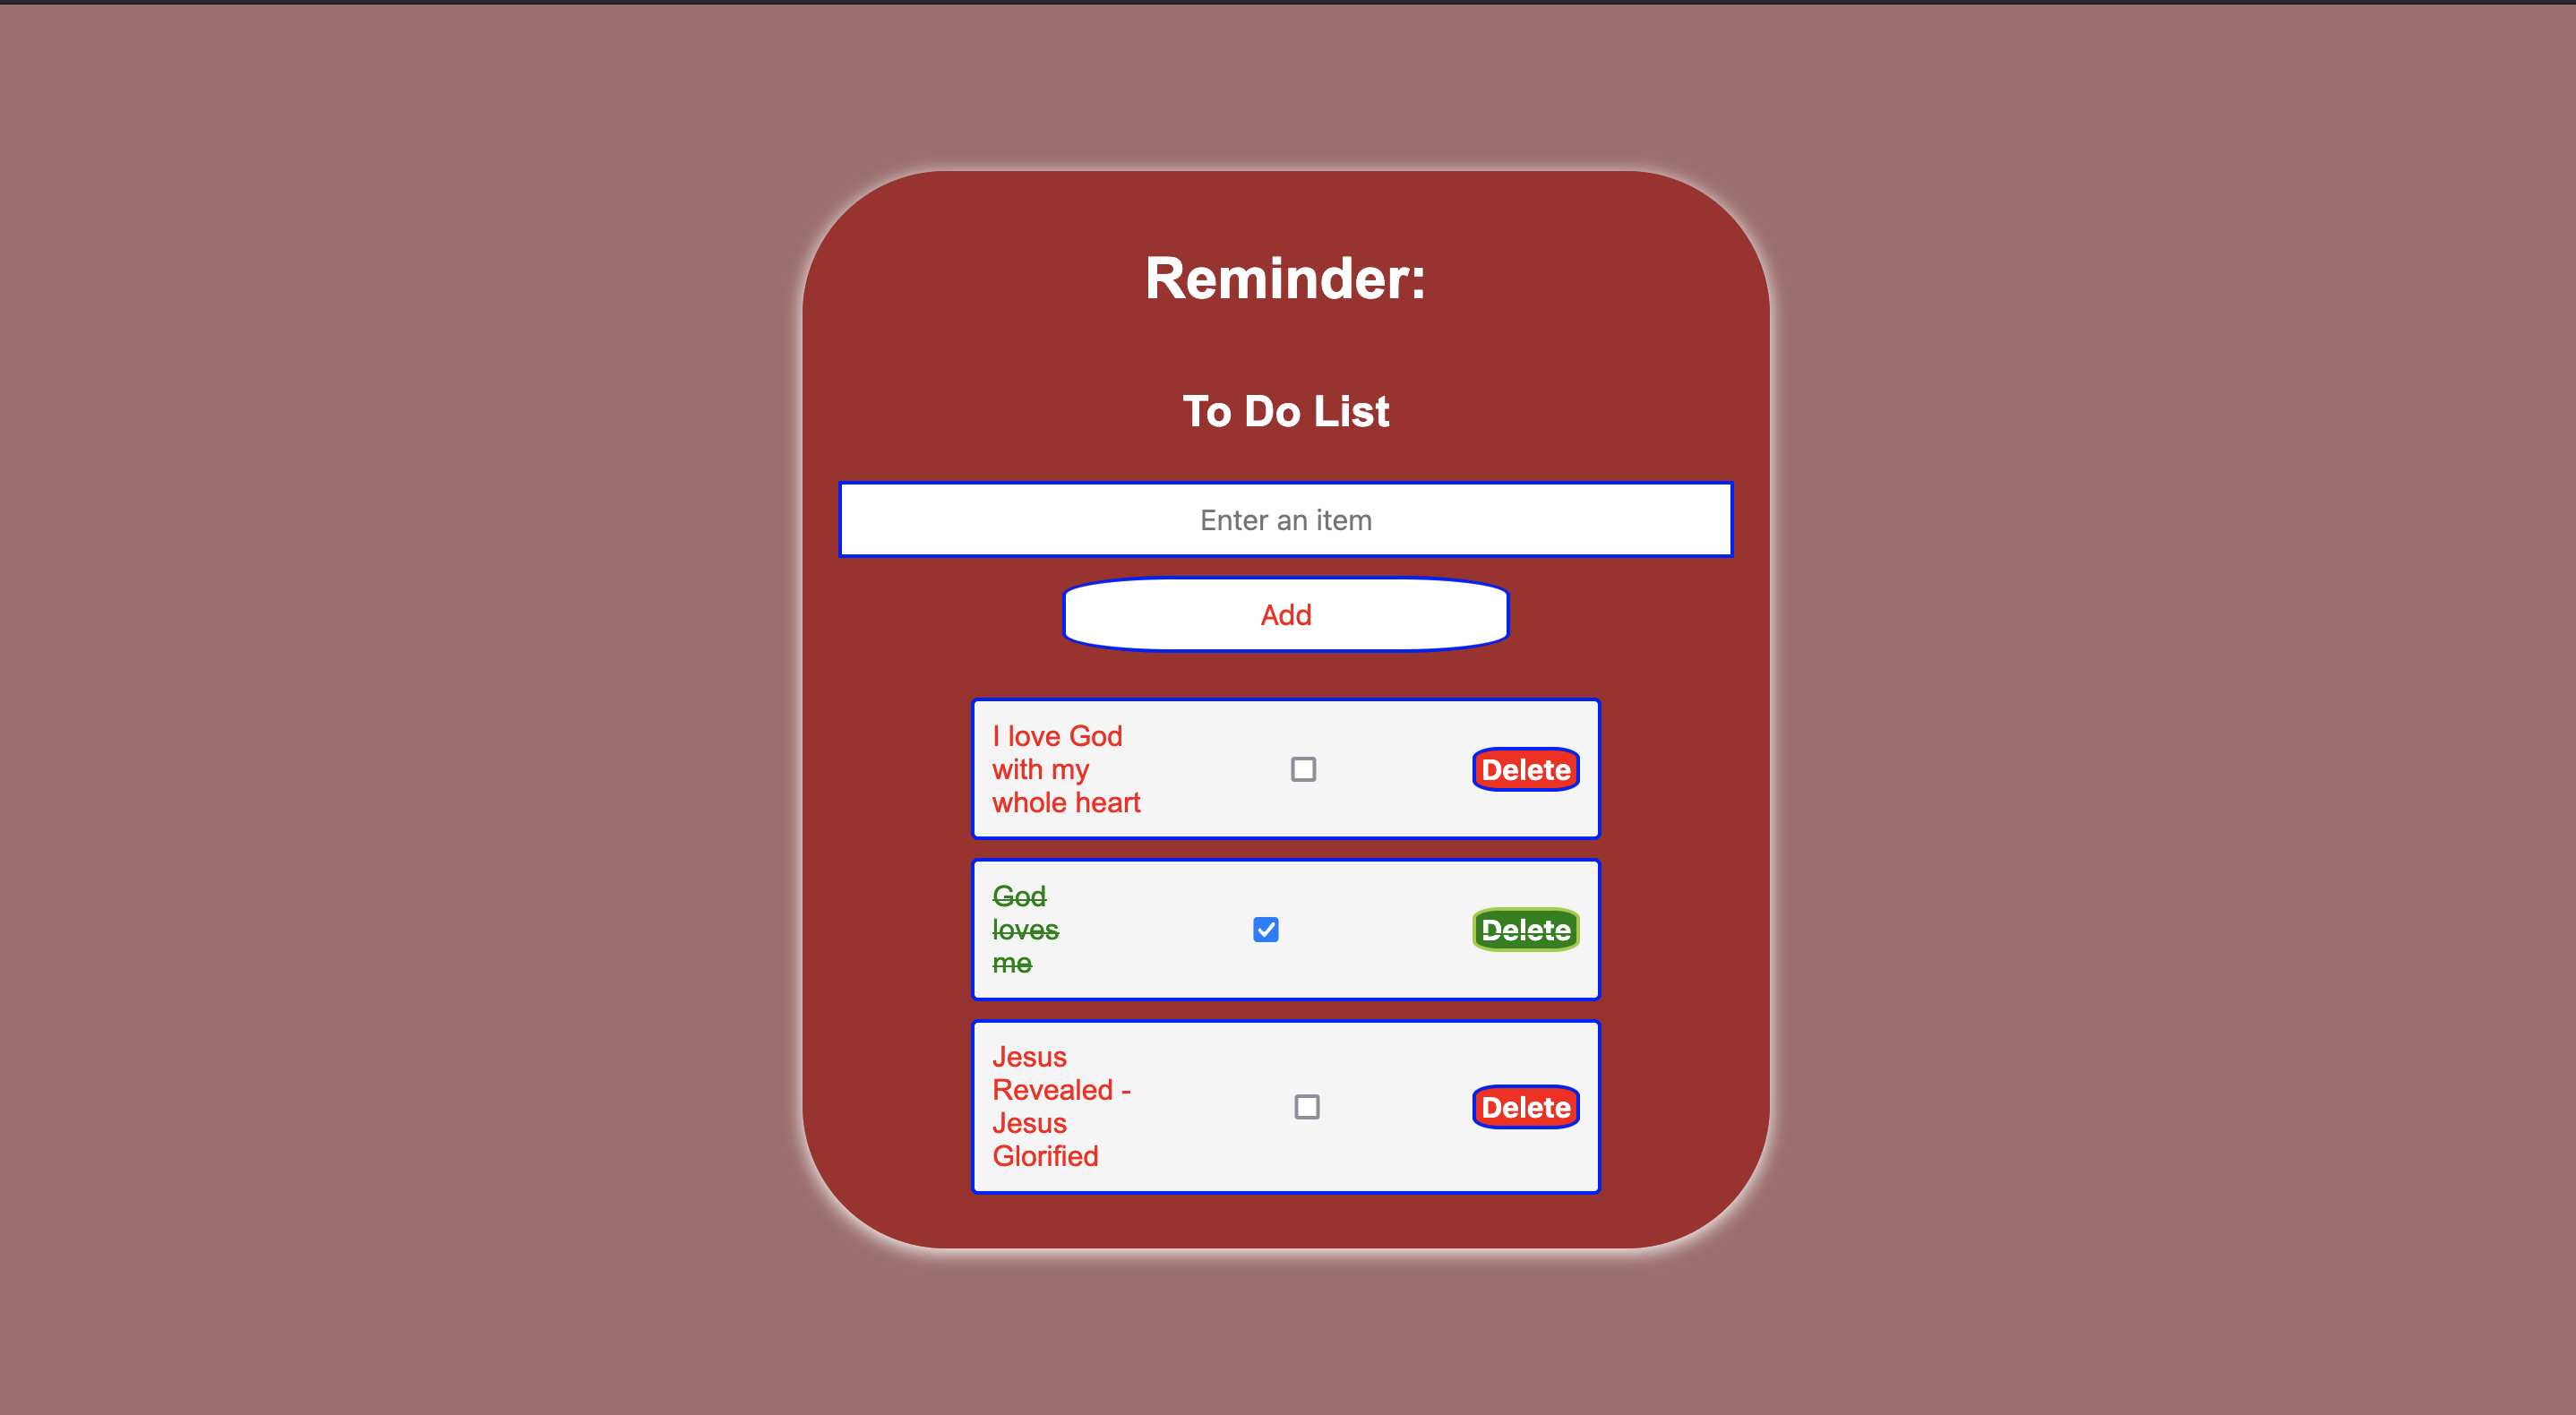 Reminder:
To Do List
Enter an item
Add
I love God
with my
whole heart
Delete
God
loves
me
Delete
Jesus
Revealed -
Jesus
Glorified
Delete